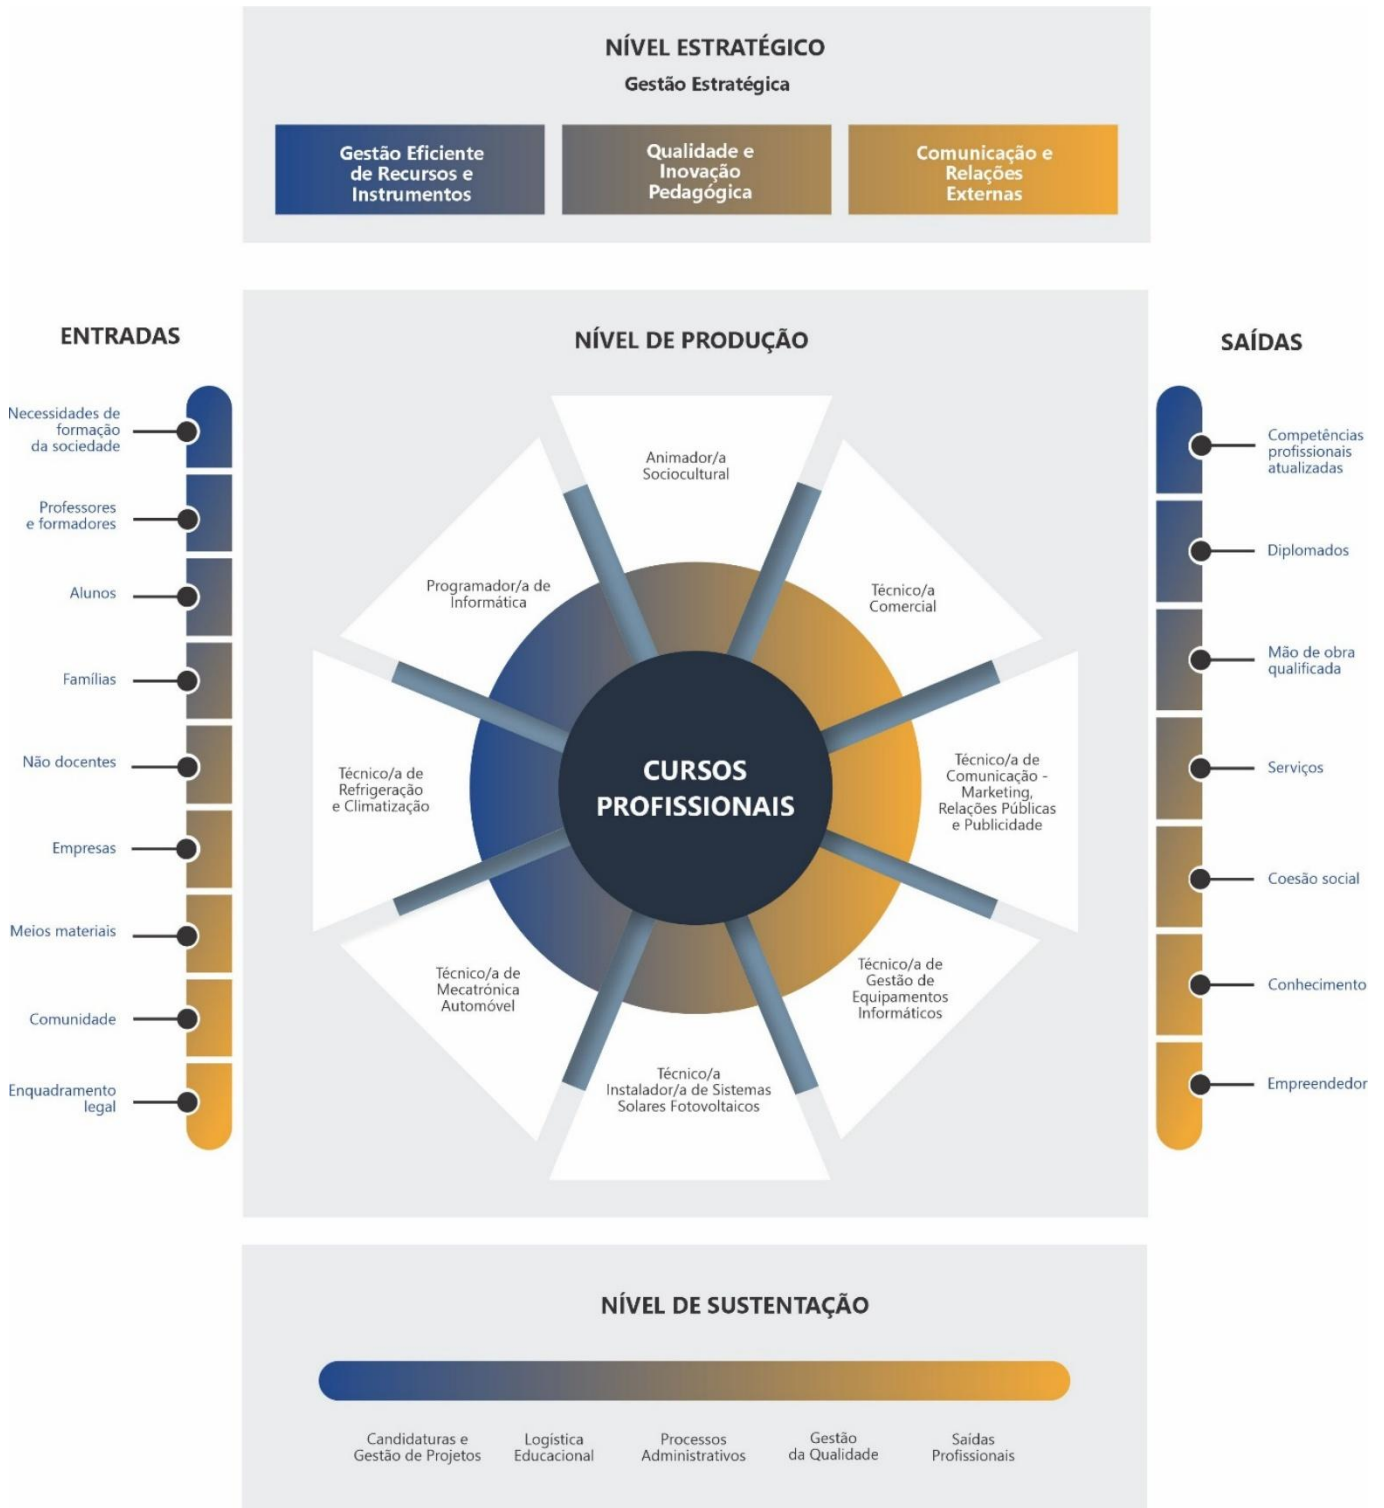 NÍVEL ESTRATÉGICO
Gestão Estratégica
Gestão Eficiente
de Recursos e
Instrumentos
Qualidade e
Inovação
Pedagógica
Comunicação e
Relações
Externas
ENTRADAS
Necessidades de
formação
da sociedade
Professores
e formadores
Alunos
Famílias
Não docentes
Empresas
Meios materiais
Comunidade
Enquadramento
legal
NÍVEL DE PRODUÇÃO
Animador/a
Sociocultural
Técnico/a
Comercial
Técnico/a de
Comunicação -
Marketing,
Relações Públicas
e Publicidade
Técnico/a de
Gestão de
Equipamentos
Informáticos
Técnico/a
Instalador/a de Sistemas
Solares Fotovoltaicos
Técnico/a de
Mecatrónica
Automóvel
Técnico/a de
Refrigeração
e Climatização
Programador/a de
Informática
CURSOS
PROFISSIONAIS
SAÍDAS
Competências
profissionais
atualizadas
Diplomados
Mão de obra
qualificada
Serviços
Coesão social
Conhecimento
Empreendedor
NÍVEL DE SUSTENTAÇÃO
Candidaturas e
Gestão de Projetos
Logística
Educacional
Processos
Administrativos
Gestão
da Qualidade
Saídas
Profissionais